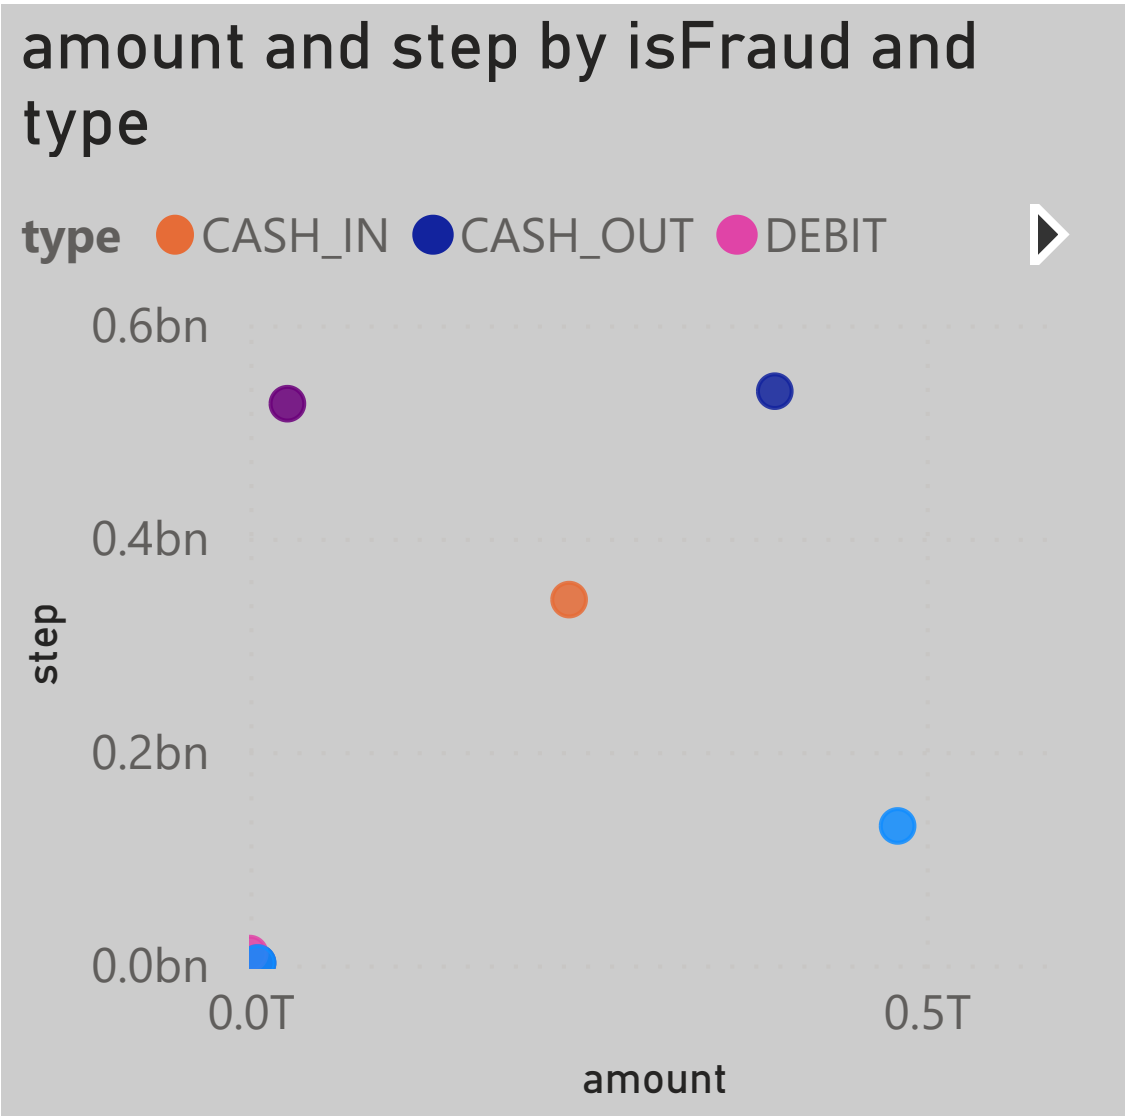 amount and step by isFraud and
type
type CASH_IN CASH_OUT DEBIT
0.6bn
0.4bn
step
0.2bn
0.0bn
0.0T 0.5T
amount